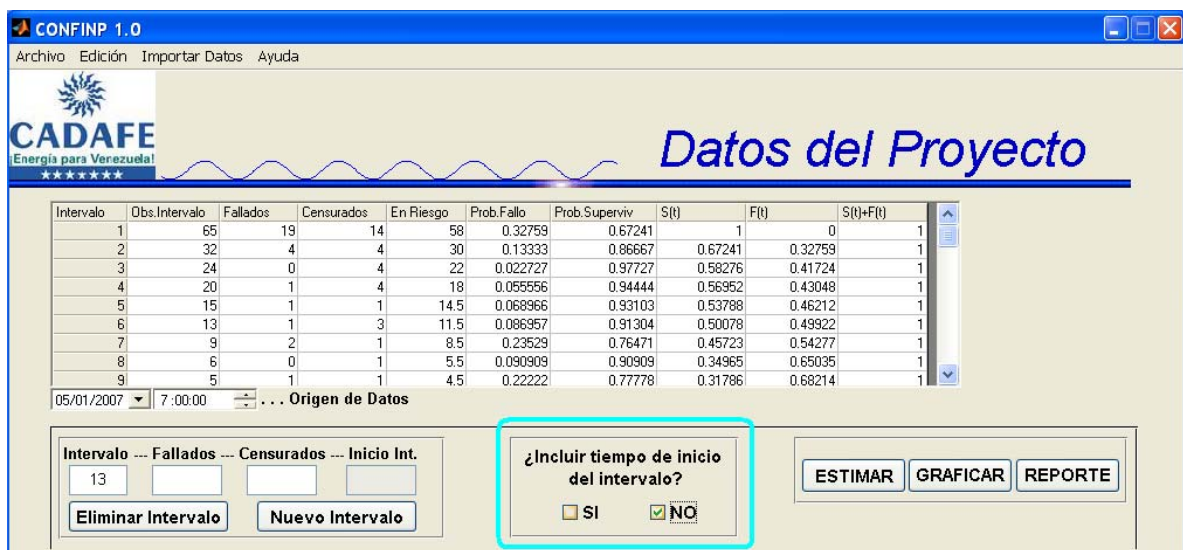 CONFINP 1.0
Archivo Edición Importar Datos Ayuda
CADAFE
¡Energía para Venezuela!
Datos del Proyecto
Intervalo Obs.Intervalo Fallados Censurados En Riesgo Prob.Fallo Prob.Superviv S(t) F(t) S(t)+F(t)
1 65 19 14 58 0.32759 0.67241 1 0 1
2 32 4 4 30 0.13333 0.86667 0.67241 0.32759 1
3 24 0 4 22 0.022727 0.97727 0.58276 0.41724 1
4 20 1 4 18 0.055556 0.94444 0.56952 0.43048 1
5 15 1 1 14.5 0.068966 0.93103 0.53788 0.46212 1
6 13 1 3 11.5 0.086957 0.91304 0.50078 0.49922 1
7 9 2 1 8.5 0.23529 0.76471 0.45723 0.54277 1
8 6 0 1 5.5 0.090909 0.90909 0.34965 0.65035 1
9 5 1 1 4.5 0.22222 0.77778 0.31786 0.68214 1
05/01/2007 7:00:00 ... Origen de Datos
Intervalo --- Fallados --- Censurados --- Inicio Int.
13
Eliminar Intervalo Nuevo Intervalo
¿Incluir tiempo de inicio
del intervalo?
SI NO
ESTIMAR GRAFICAR REPORTE